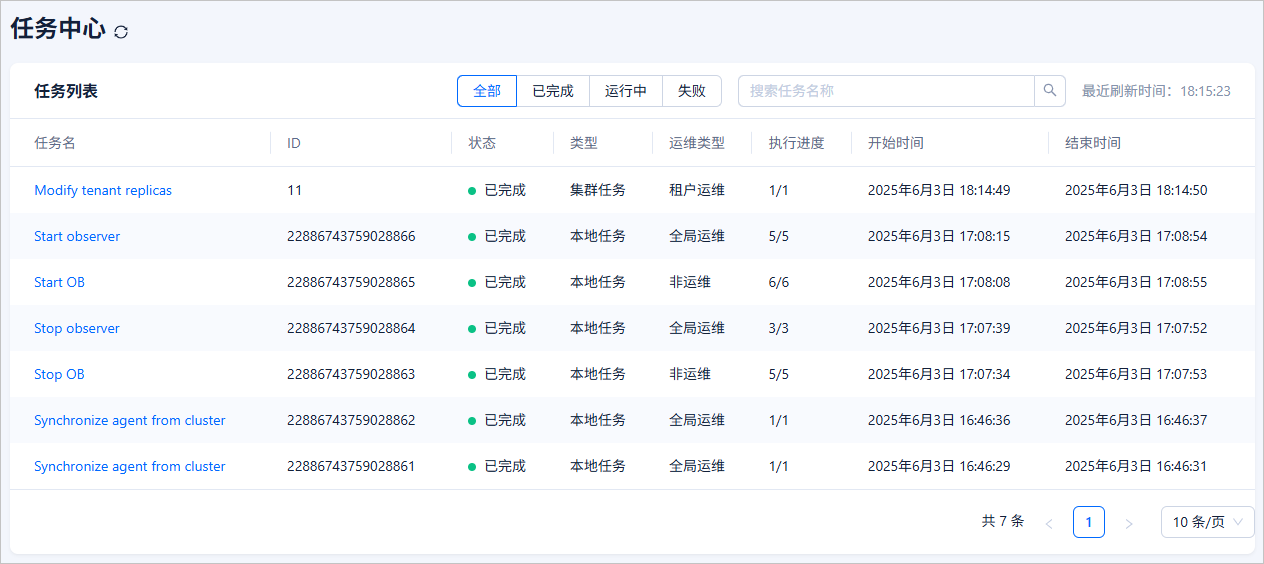 任务中心
任务列表 全部 已完成 运行中 失败 搜索任务名称 最近刷新时间：18:15:23
任务名 ID 状态 类型 运维类型 执行进度 开始时间 结束时间
Modify tenant replicas 11 已完成 集群任务 租户运维 1/1 2025年6月3日 18:14:49 2025年6月3日 18:14:50
Start observer 22886743759028866 已完成 本地任务 全局运维 5/5 2025年6月3日 17:08:15 2025年6月3日 17:08:54
Start OB 22886743759028865 已完成 本地任务 非运维 6/6 2025年6月3日 17:08:08 2025年6月3日 17:08:55
Stop observer 22886743759028864 已完成 本地任务 全局运维 3/3 2025年6月3日 17:07:39 2025年6月3日 17:07:52
Stop OB 22886743759028863 已完成 本地任务 非运维 5/5 2025年6月3日 17:07:34 2025年6月3日 17:07:53
Synchronize agent from cluster 22886743759028862 已完成 本地任务 全局运维 1/1 2025年6月3日 16:46:36 2025年6月3日 16:46:37
Synchronize agent from cluster 22886743759028861 已完成 本地任务 全局运维 1/1 2025年6月3日 16:46:29 2025年6月3日 16:46:31
共 7 条 1 10 条/页